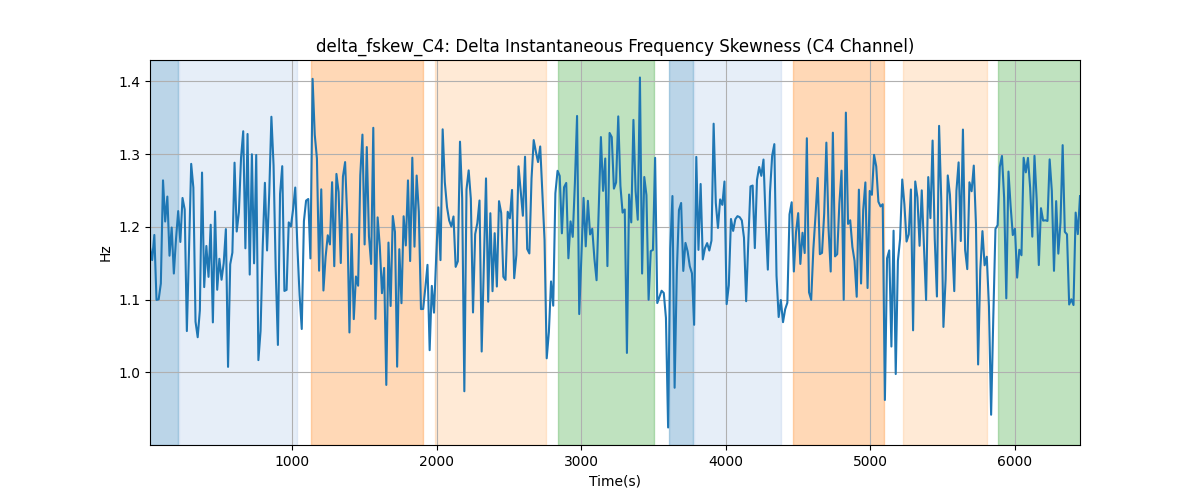 delta_fskew_C4: Delta Instantaneous Frequency Skewness (C4 Channel)
1.4
1.3
1.2
1.1
1.0
Hz
1000 2000 3000 4000 5000 6000
Time(s)